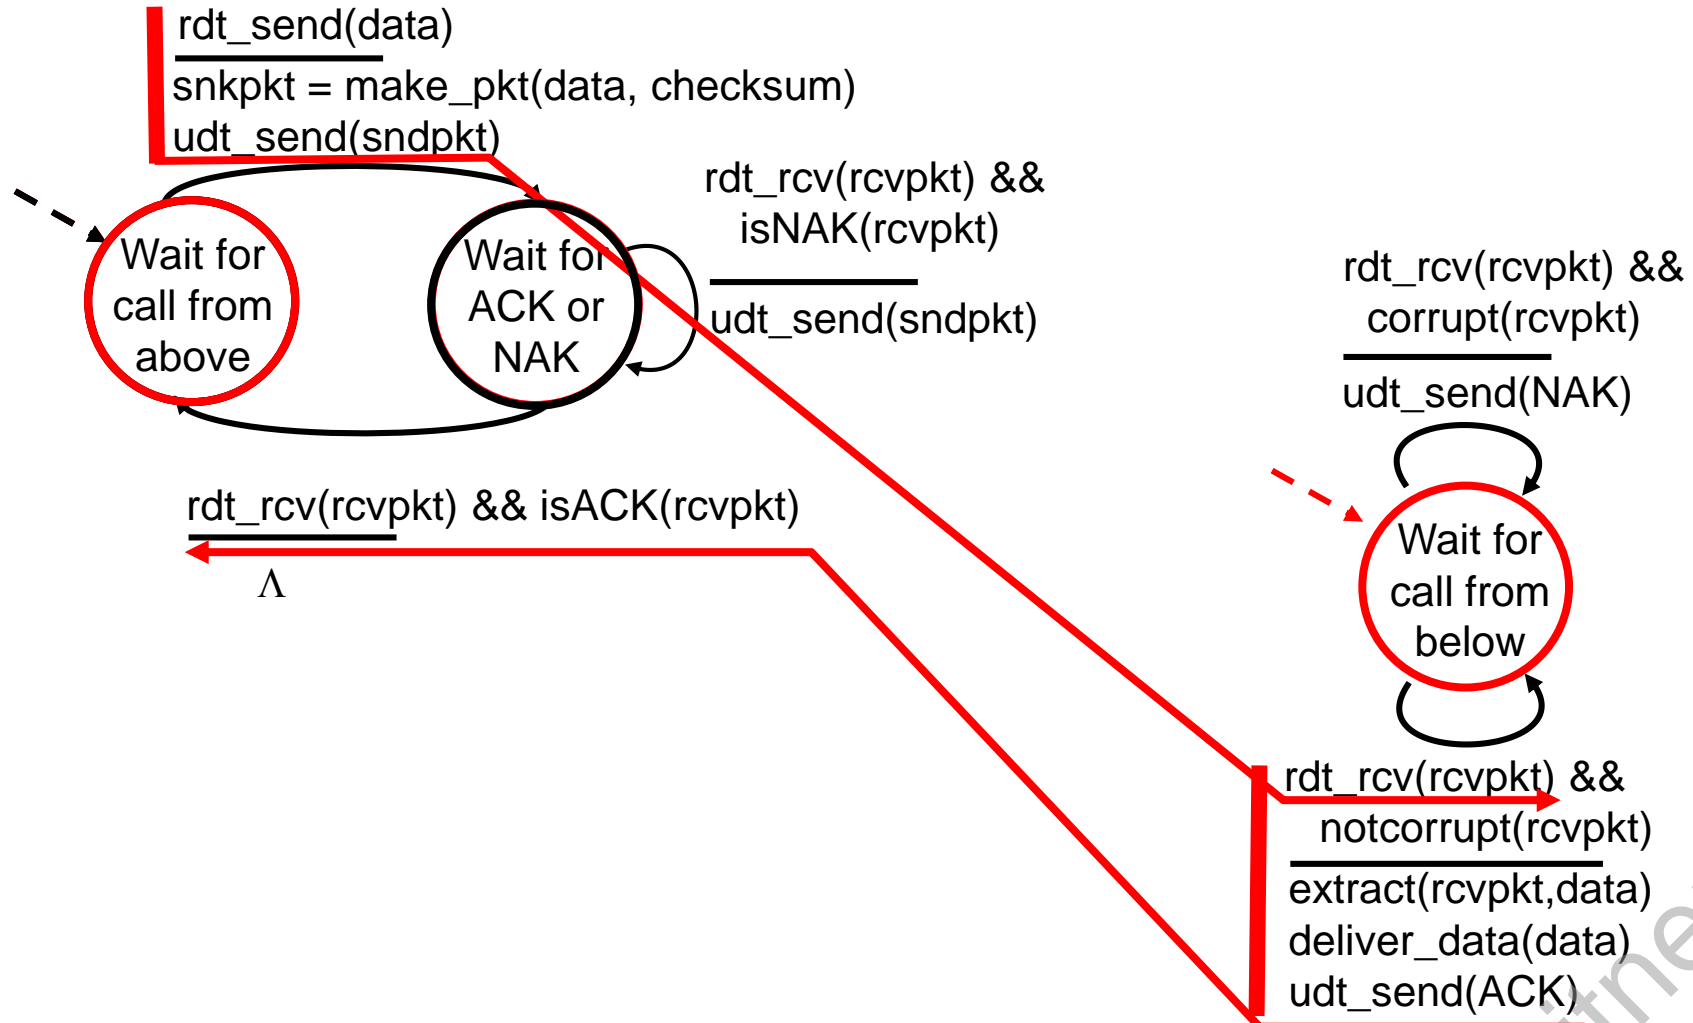 rdt_send(data)
snkpkt = make_pkt(data, checksum)
udt_send(sndpkt)
rdt_rcv(rcvpkt) &&
isNAK(rcvpkt)
udt_send(sndpkt)
Wait for
call from
above
Wait for
ACK or
NAK
rdt_rcv(rcvpkt) && isACK(rcvpkt)
Λ
rdt_rcv(rcvpkt) &&
corrupt(rcvpkt)
udt_send(NAK)
Wait for
call from
below
rdt_rcv(rcvpkt) &&
notcorrupt(rcvpkt)
extract(rcvpkt,data)
deliver_data(data)
udt_send(ACK)